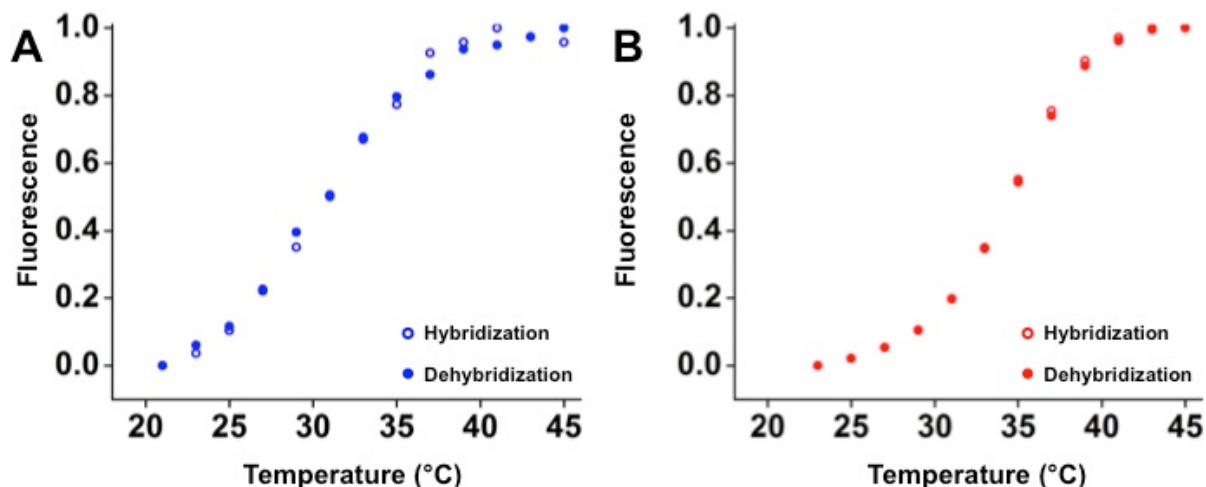 A
Fluorescence
1.0
0.8
0.6
0.4
0.2
0.0
Hybridization
Dehybridization
20 25 30 35 40 45
Temperature (°C)
B
Fluorescence
1.0
0.8
0.6
0.4
0.2
0.0
Hybridization
Dehybridization
20 25 30 35 40 45
Temperature (°C)